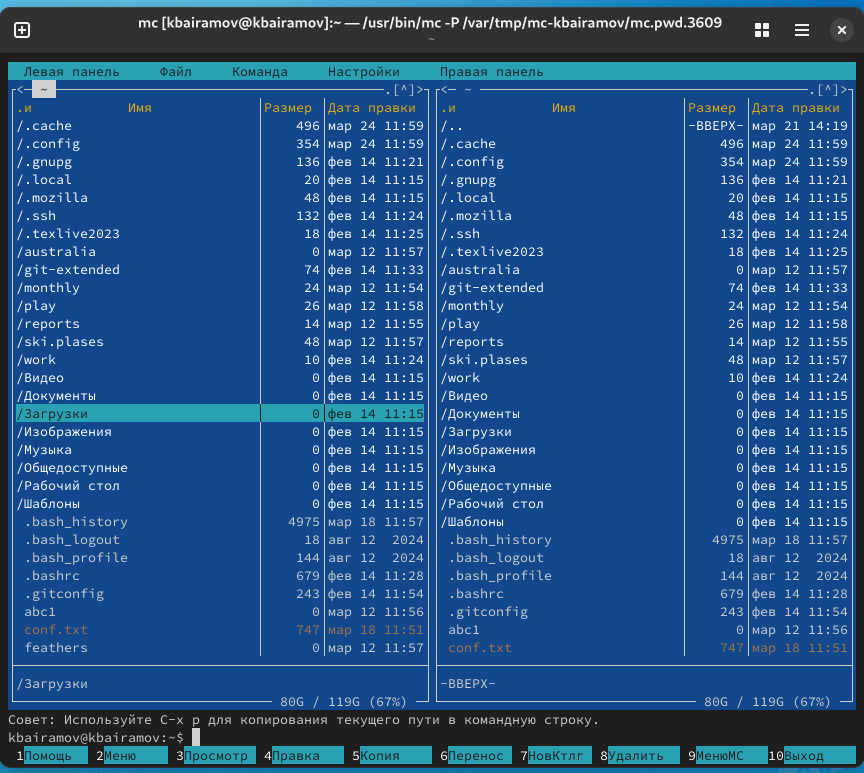 mc [kbairamov@kbairamov]:~ — /usr/bin/mc -P /var/tmp/mc-kbairamov/mc.pwd.3609
~
Левая панель Файл Команда Настройки Правая панель
<─ ~ .[^]> <─ ~ .[^]>
.и Имя Размер Дата правки .и Имя Размер Дата правки
/.cache 496 мар 24 11:59 /.. -ВВЕРХ- мар 21 14:19
/.config 354 мар 24 11:59 /.cache 496 мар 24 11:59
/.gnupg 136 фев 14 11:21 /.config 354 мар 24 11:59
/.local 20 фев 14 11:15 /.gnupg 136 фев 14 11:21
/.mozilla 48 фев 14 11:15 /.local 20 фев 14 11:15
/.ssh 132 фев 14 11:24 /.mozilla 48 фев 14 11:15
/.texlive2023 18 фев 14 11:25 /.ssh 132 фев 14 11:24
/australia 0 мар 12 11:57 /.texlive2023 18 фев 14 11:25
/git-extended 74 фев 14 11:33 /australia 0 мар 12 11:57
/monthly 24 мар 12 11:54 /git-extended 74 фев 14 11:33
/play 26 мар 12 11:58 /monthly 24 мар 12 11:54
/reports 14 мар 12 11:55 /play 26 мар 12 11:58
/ski.plases 48 мар 12 11:57 /reports 14 мар 12 11:55
/work 10 фев 14 11:24 /ski.plases 48 мар 12 11:57
/Видео 0 фев 14 11:15 /work 10 фев 14 11:24
/Документы 0 фев 14 11:15 /Видео 0 фев 14 11:15
/Загрузки 0 фев 14 11:15 /Документы 0 фев 14 11:15
/Изображения 0 фев 14 11:15 /Загрузки 0 фев 14 11:15
/Музыка 0 фев 14 11:15 /Изображения 0 фев 14 11:15
/Общедоступные 0 фев 14 11:15 /Музыка 0 фев 14 11:15
/Рабочий стол 0 фев 14 11:15 /Общедоступные 0 фев 14 11:15
/Шаблоны 0 фев 14 11:15 /Рабочий стол 0 фев 14 11:15
.bash_history 4975 мар 18 11:57 /Шаблоны 0 фев 14 11:15
.bash_logout 18 авг 12 2024 .bash_history 4975 мар 18 11:57
.bash_profile 144 авг 12 2024 .bash_logout 18 авг 12 2024
.bashrc 679 фев 14 11:28 .bash_profile 144 авг 12 2024
.gitconfig 243 фев 14 11:54 .bashrc 679 фев 14 11:28
abc1 0 мар 12 11:56 .gitconfig 243 фев 14 11:54
conf.txt 747 мар 18 11:51 abc1 0 мар 12 11:56
feathers 0 мар 12 11:57 conf.txt 747 мар 18 11:51
/Загрузки -ВВЕРХ-
80G / 119G (67%) 80G / 119G (67%)
Совет: Используйте C-x p для копирования текущего пути в командную строку.
kbairamov@kbairamov:~$
1Помощь 2Меню 3Просмотр 4Правка 5Копия 6Перенос 7НовКтлг 8Удалить 9МенюМС 10Выход